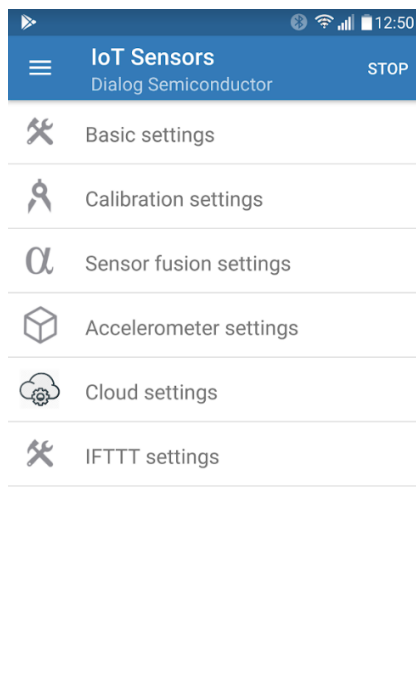 12:50
IoT Sensors
STOP
Dialog Semiconductor
Basic settings
Calibration settings
α Sensor fusion settings
Accelerometer settings
Cloud settings
IFTTT settings